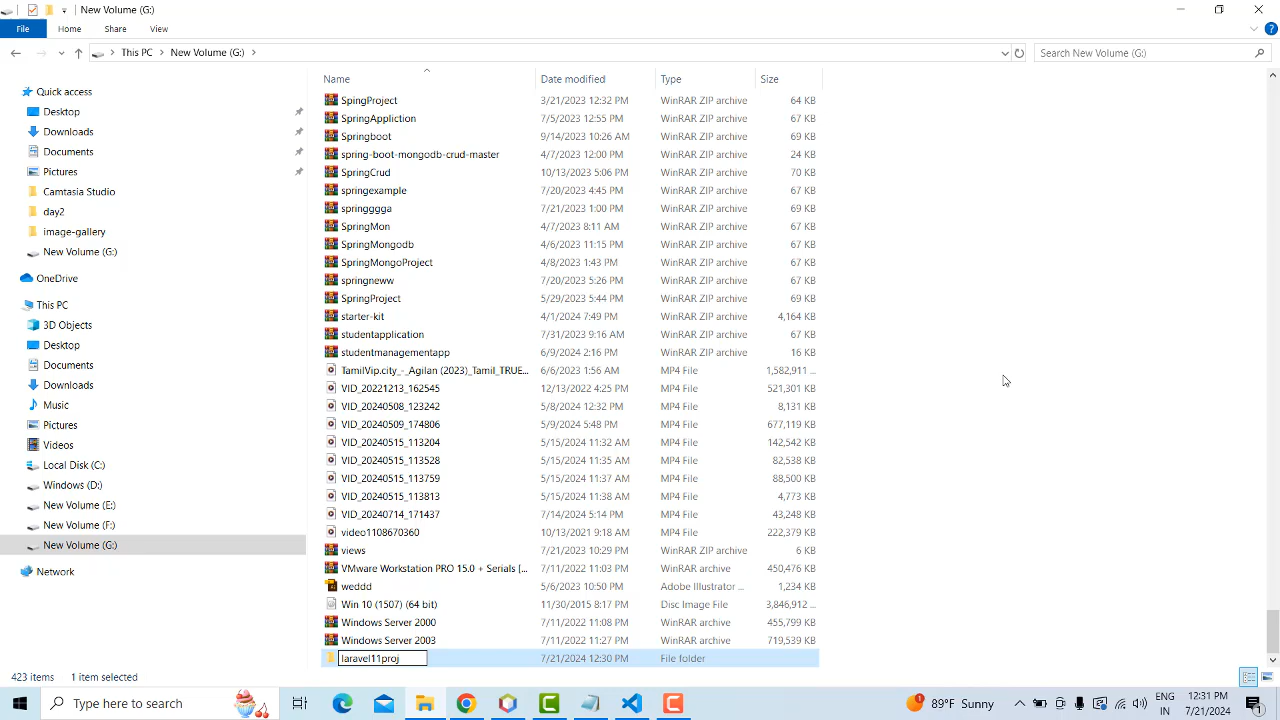 New Volume (G:)
File Home Share View
This PC New Volume (G:) Search New Volume (G:)
Name Date modified Type Size
Quick access
Desktop
Downloads
Documents
Pictures
Camtasia Studio
day2
image-gallery
New Volume (G:)
OneDrive
This PC
3D Objects
Desktop
Documents
Downloads
Music
Pictures
Videos
Local Disk (C:)
Windows (D:)
New Volume (E:)
New Volume (F:)
New Volume (G:)
Network
SpingProject 3/21/2023 12:32 PM WinRAR ZIP archive 64 KB
SpringAppliction 7/5/2023 12:55 PM WinRAR ZIP archive 67 KB
Springboot 9/14/2023 10:26 AM WinRAR ZIP archive 67 KB
spring-boot-mongodb-crud-master 4/7/2023 12:00 PM WinRAR ZIP archive 24 KB
SpringCrud 10/13/2023 5:06 PM WinRAR ZIP archive 70 KB
springexample 7/20/2023 4:45 PM WinRAR ZIP archive 67 KB
springggga 7/21/2023 1:00 PM WinRAR ZIP archive 69 KB
SpringMon 4/7/2023 8:11 AM WinRAR ZIP archive 67 KB
SpringMongodb 4/6/2023 11:15 PM WinRAR ZIP archive 67 KB
SpringMongoProject 4/8/2023 1:43 PM WinRAR ZIP archive 67 KB
springneww 7/20/2023 5:26 PM WinRAR ZIP archive 67 KB
SpringProject 5/29/2023 5:44 PM WinRAR ZIP archive 69 KB
starter-kit 4/1/2024 7:49 PM WinRAR ZIP archive 4,164 KB
studentapplication 7/31/2023 9:16 AM WinRAR ZIP archive 67 KB
studentmanagementapp 6/9/2024 2:16 PM WinRAR ZIP archive 16 KB
TamilVip.city_-_Agilan (2023)_Tamil_TRUE... 6/6/2023 1:56 AM MP4 File 1,582,911 ...
VID_20221213_162545 12/13/2022 4:25 PM MP4 File 521,301 KB
VID_20240508_123242 5/8/2024 12:32 PM MP4 File 8,131 KB
VID_20240509_174806 5/9/2024 5:48 PM MP4 File 677,119 KB
VID_20240515_113204 5/15/2024 11:32 AM MP4 File 142,542 KB
VID_20240515_113528 5/15/2024 11:35 AM MP4 File 82,538 KB
VID_20240515_113759 5/15/2024 11:37 AM MP4 File 88,500 KB
VID_20240515_113813 5/15/2024 11:38 AM MP4 File 4,773 KB
VID_20240714_171437 7/14/2024 5:14 PM MP4 File 43,248 KB
video1108670360 10/13/2021 9:18 AM MP4 File 222,379 KB
views 7/21/2023 10:29 PM WinRAR ZIP archive 6 KB
VMware Workstation PRO 15.0 + Serials (... 7/11/2022 11:03 PM WinRAR archive 450,476 KB
weddd 5/6/2023 10:50 PM Adobe Illustrator ... 1,234 KB
Win 10 (1507) (64 bit) 11/30/2015 8:17 PM Disc Image File 3,846,912 ...
Windows Server 2000 7/11/2022 11:08 PM WinRAR archive 455,799 KB
Windows Server 2003 7/11/2022 11:27 PM WinRAR archive 719,539 KB
laravel11proj 7/21/2024 12:30 PM File folder
423 items 1 item selected
Type here to search
89°F Sunny
ENG
IN
12:31 PM
7/21/2024